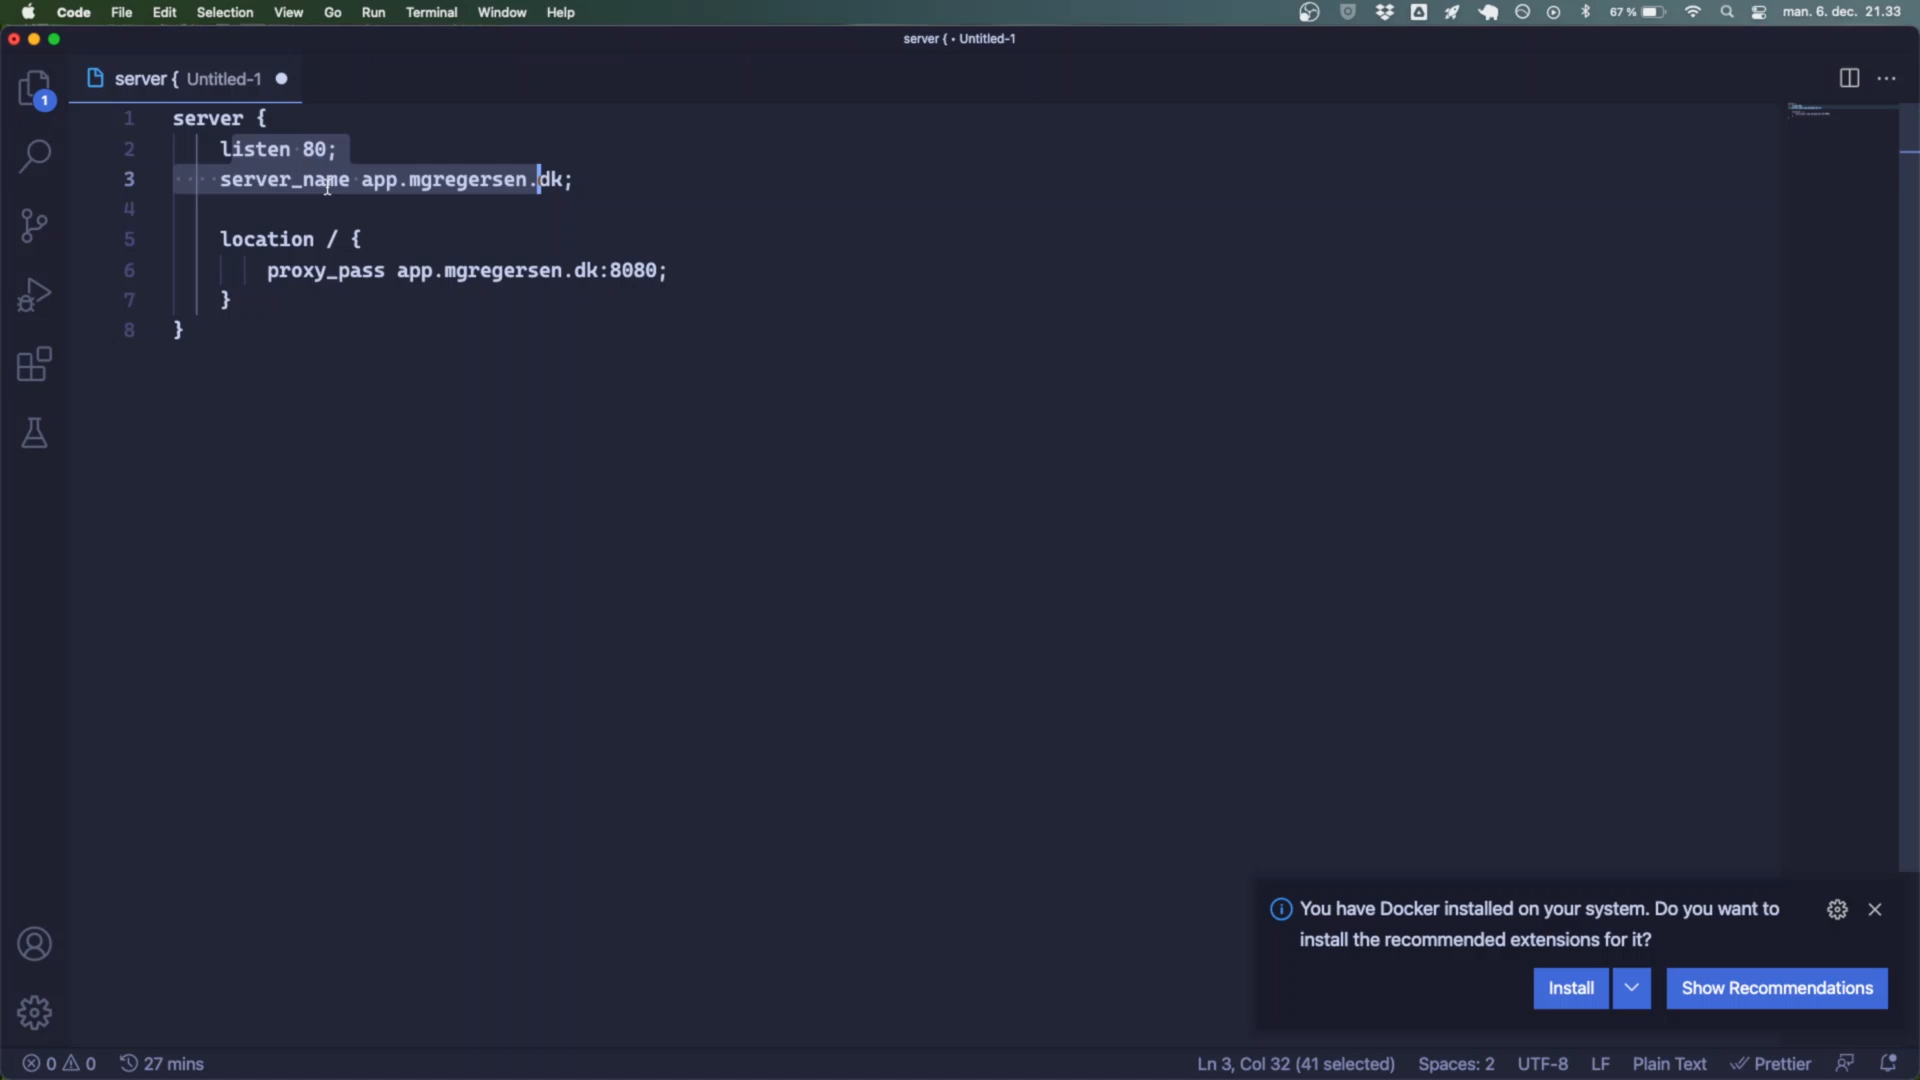 Code File Edit Selection View Go Run Terminal Window Help 67 % man. 6. dec. 21.33
server { • Untitled-1
server { Untitled-1
1
1 server {
2 listen 80;
3 server_name app.mgregersen.dk;
4
5 location / {
6 proxy_pass app.mgregersen.dk:8080;
7 }
8 }
You have Docker installed on your system. Do you want to
install the recommended extensions for it?
Install Show Recommendations
0 0 27 mins Ln 3, Col 32 (41 selected) Spaces: 2 UTF-8 LF Plain Text Prettier